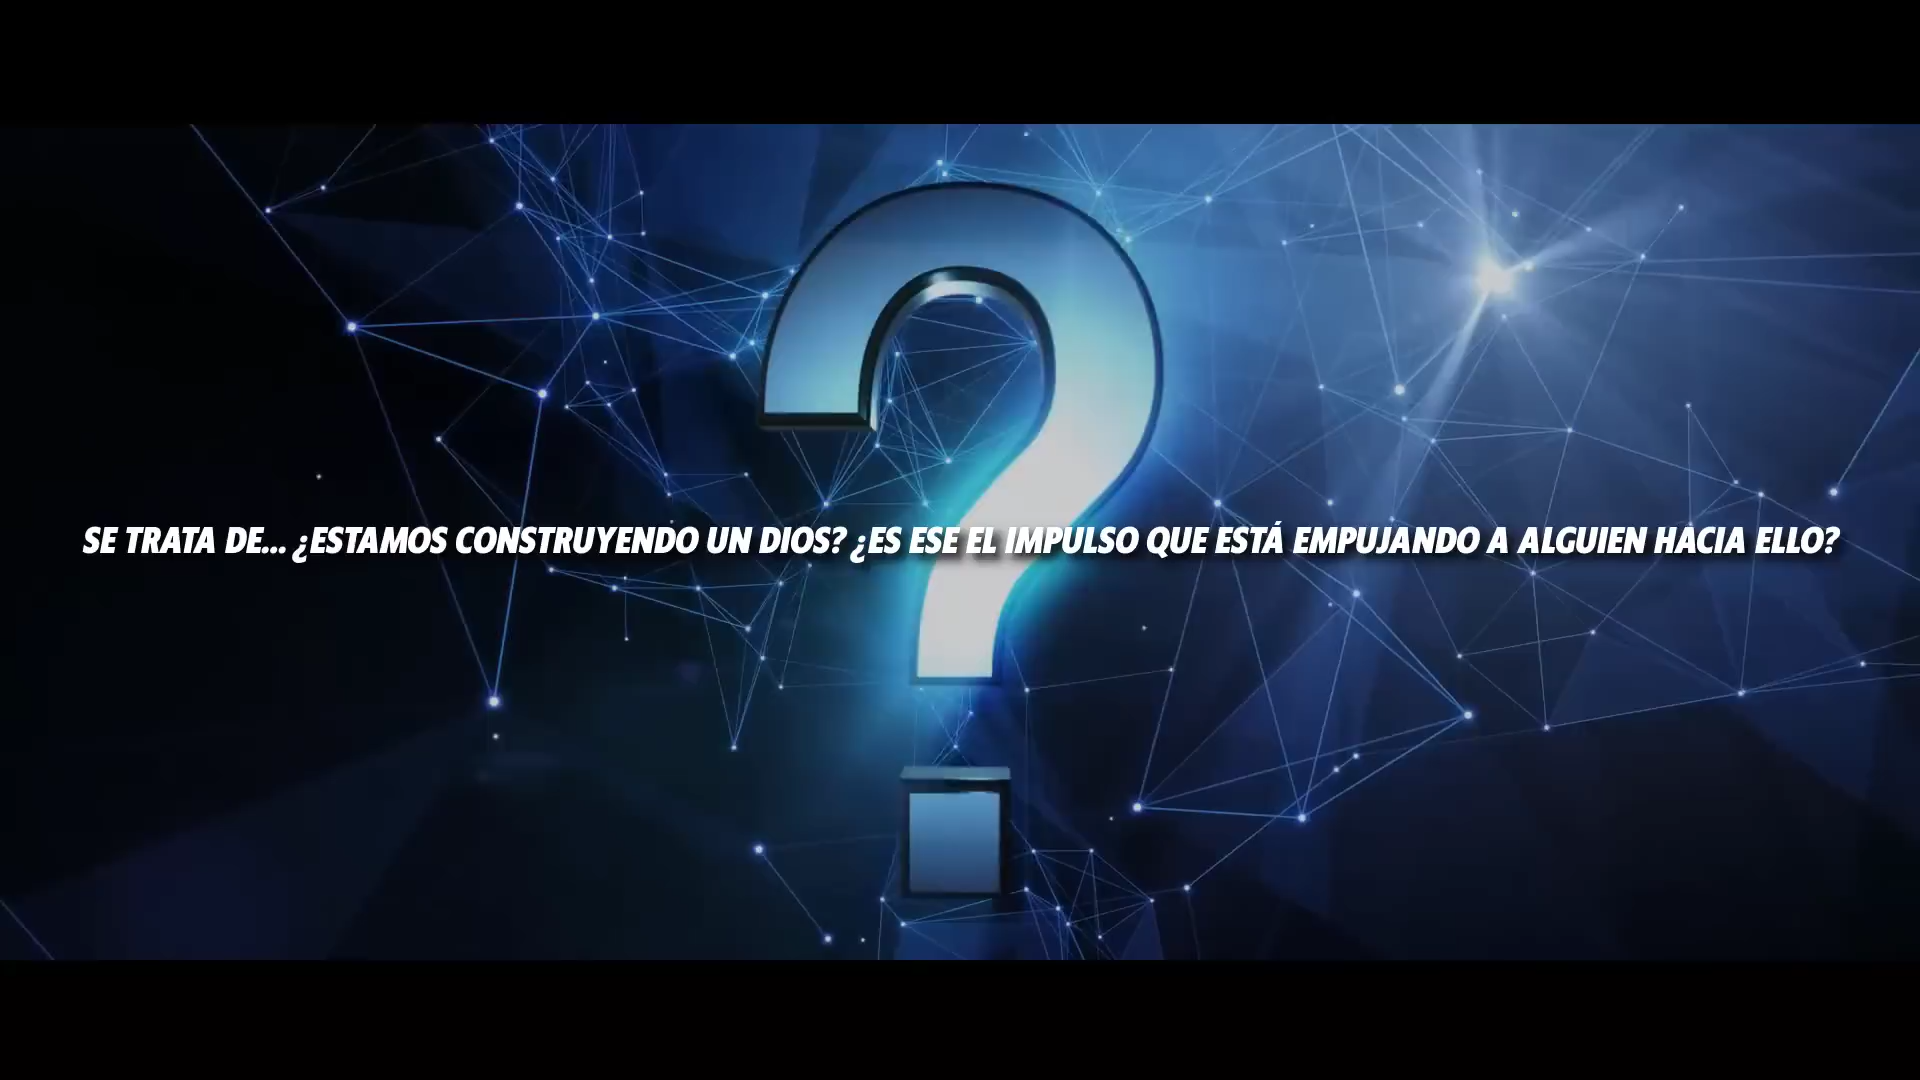 SE TRATA DE... ¿ESTAMOS CONSTRUYENDO UN DIOS? ¿ES ESE EL IMPULSO QUE ESTÁ EMPUJANDO A ALGUIEN HACIA ELLO?
?